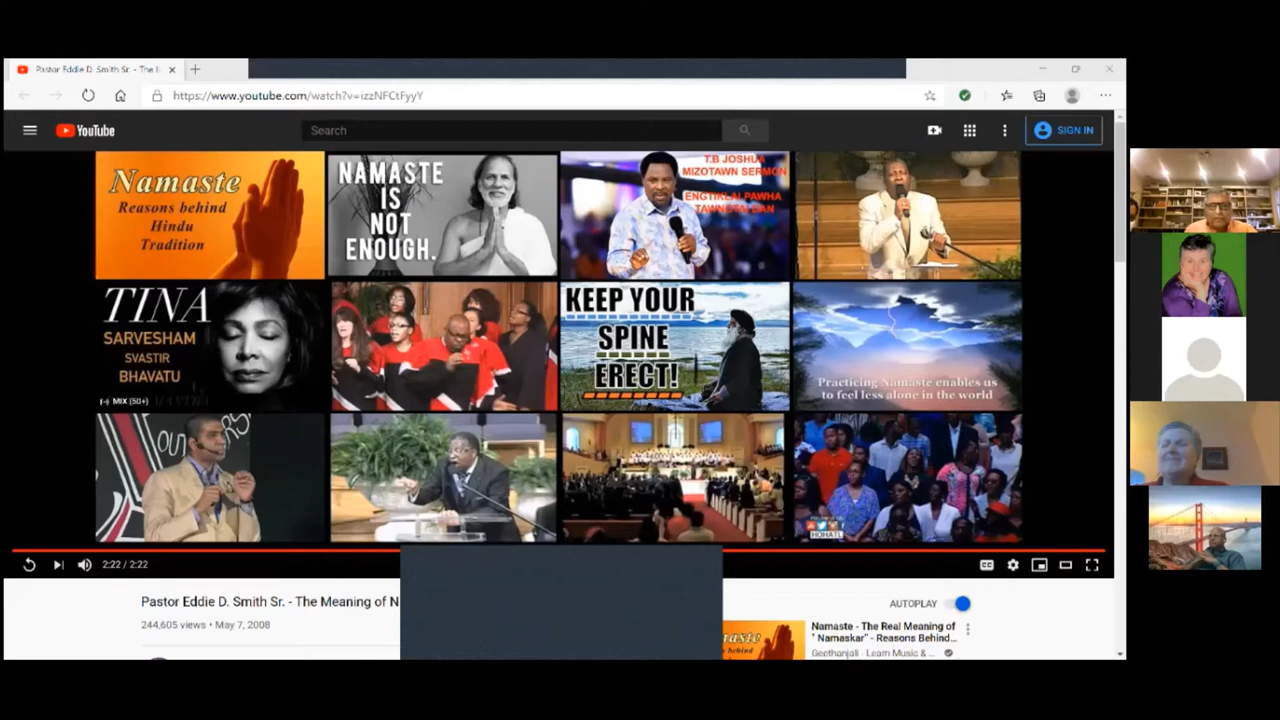 Pastor Eddie D. Smith Sr. - The M
https://www.youtube.com/watch?v=izzNFCtFyyY
YouTube
Search
SIGN IN
Namaste
Reasons behind
Hindu
Tradition
NAMASTE
IS
NOT
ENOUGH.
T.B JOSHUA
MIZOTAWN SERMON
TINA
SARVESHAM
SVASTIR
BHAVATU
MIX (50+)
KEEP YOUR
SPINE
ERECT!
Practicing Namaste enables us
to feel less alone in the world
HOHATL
2:22 / 2:22
CC
Pastor Eddie D. Smith Sr. - The Meaning of N
244,605 views • May 7, 2008
AUTOPLAY
Namaste - The Real Meaning of
" Namaskar" - Reasons Behind...
Geethanjali - Learn Music & ...